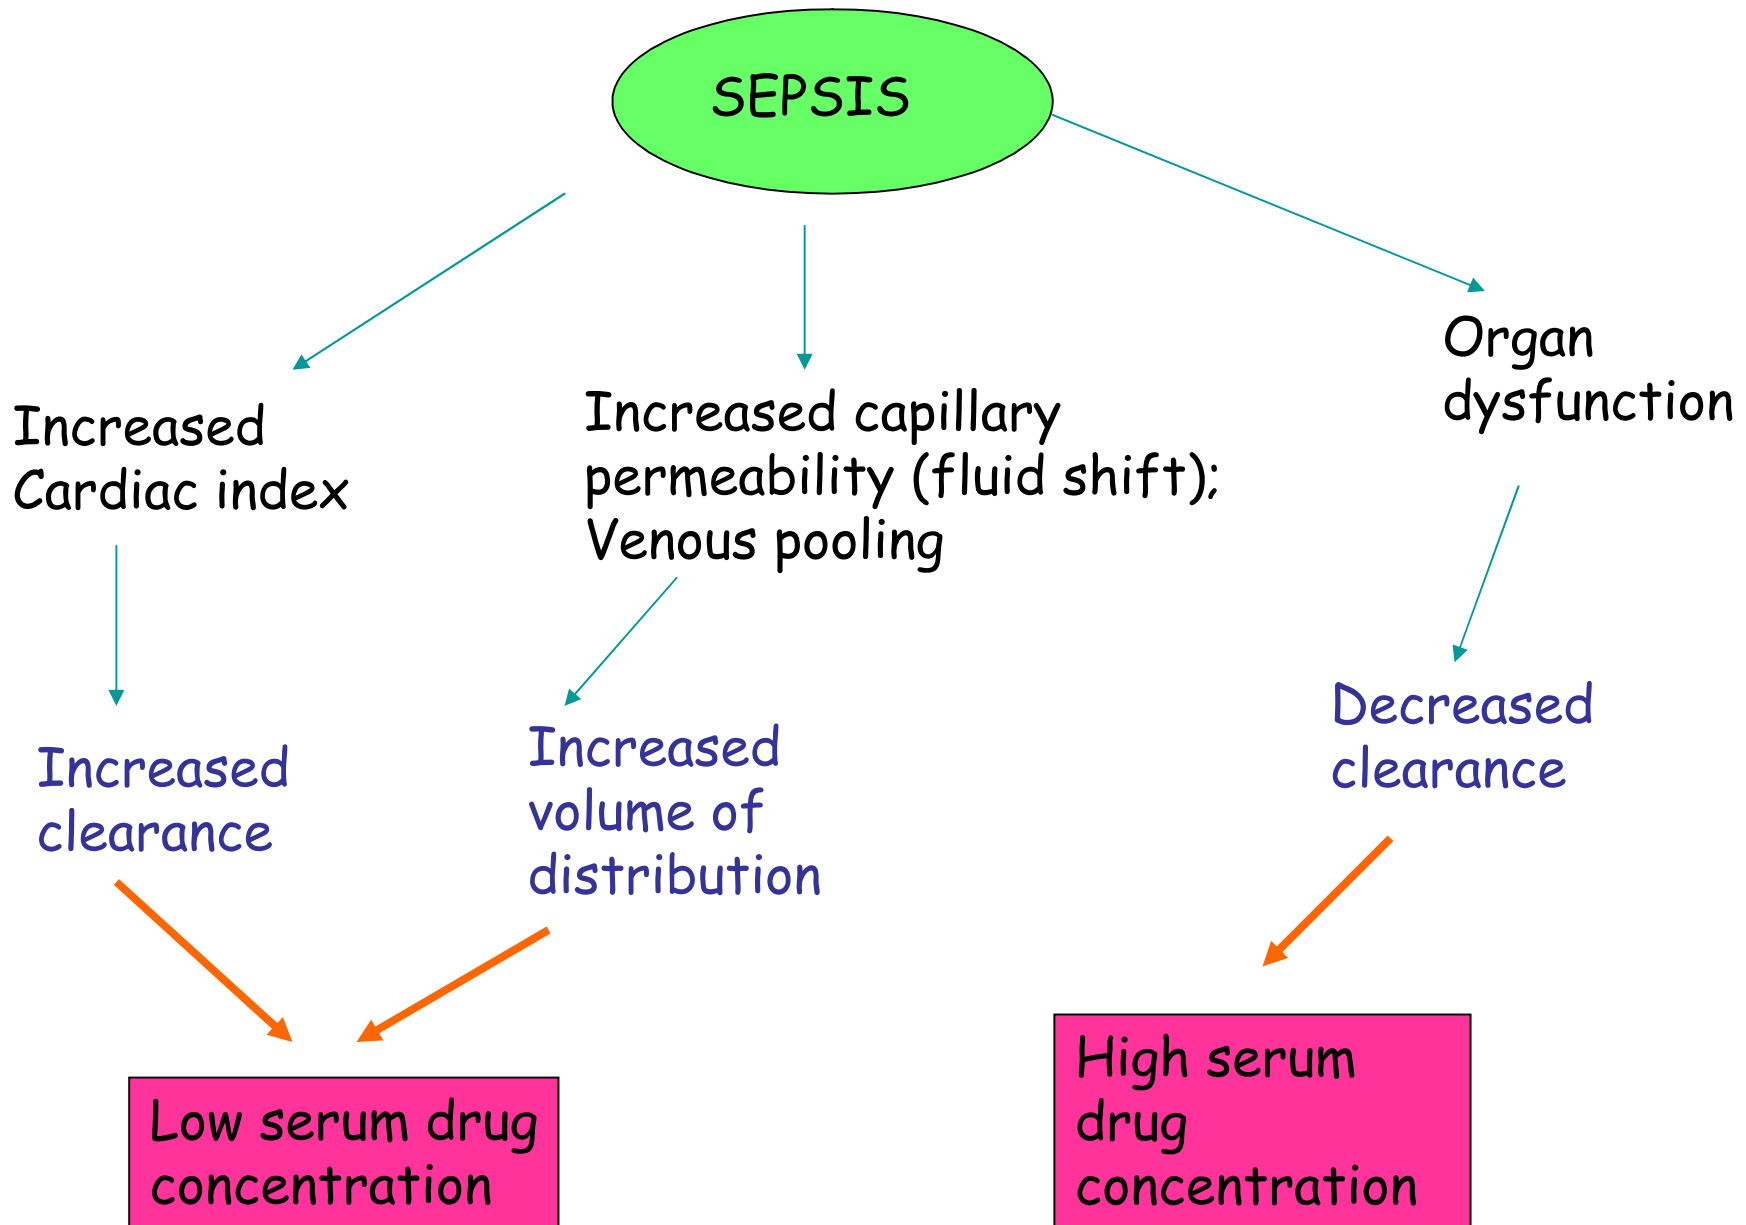 SEPSIS
Increased
Cardiac index
Increased capillary
permeability (fluid shift);
Venous pooling
Organ
dysfunction
Increased
clearance
Increased
volume of
distribution
Decreased
clearance
Low serum drug
concentration
High serum
drug
concentration